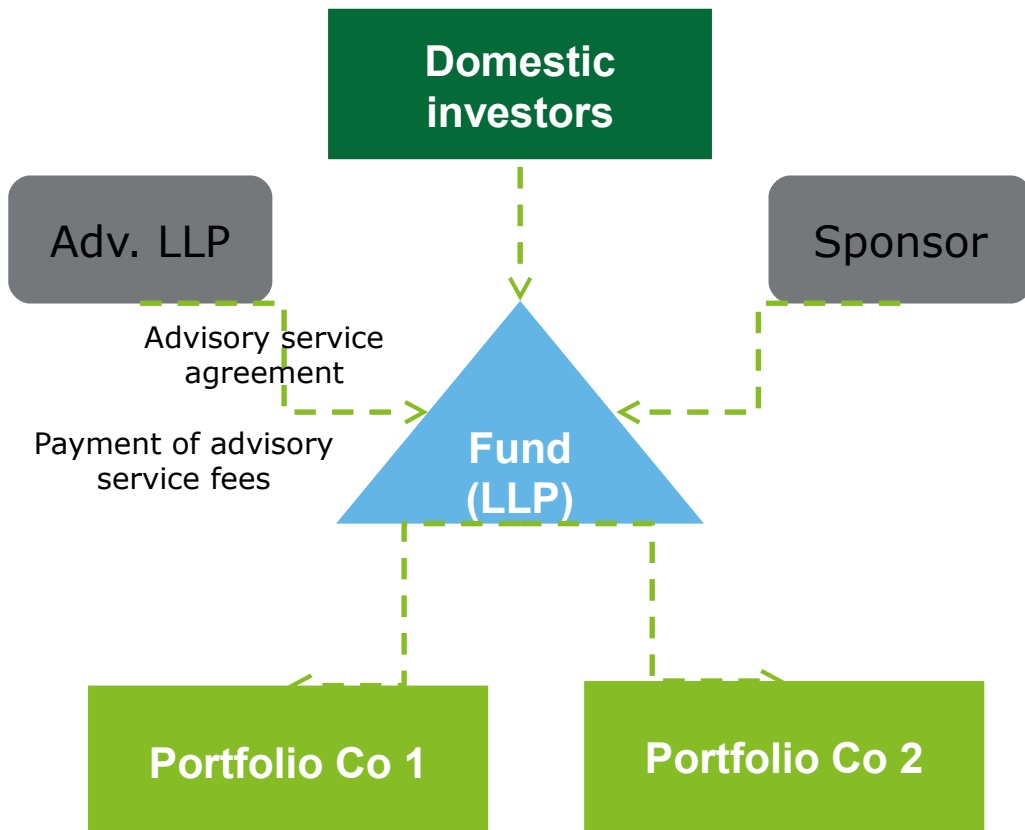 Domestic
investors
Adv. LLP
Sponsor
Advisory service
agreement
Payment of advisory
service fees
Fund
(LLP)
Portfolio Co 1
Portfolio Co 2